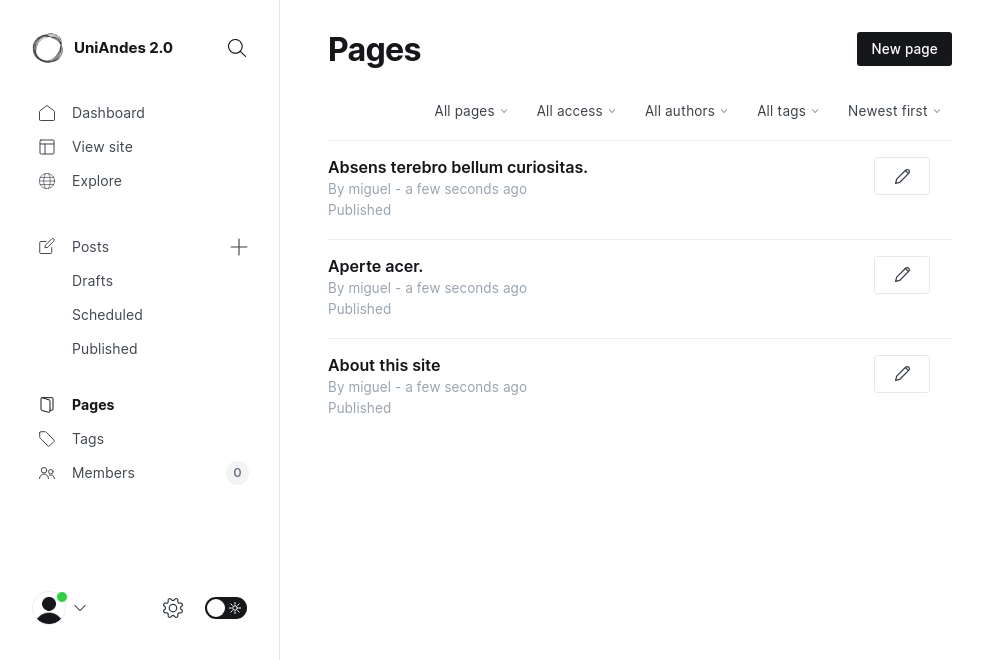 UniAndes 2.0
Dashboard
View site
Explore
Posts
Drafts
Scheduled
Published
Pages
Tags
Members
0
Pages
New page
All pages
All access
All authors
All tags
Newest first
Absens terebro bellum curiositas.
By miguel - a few seconds ago
Published
Aperte acer.
By miguel - a few seconds ago
Published
About this site
By miguel - a few seconds ago
Published